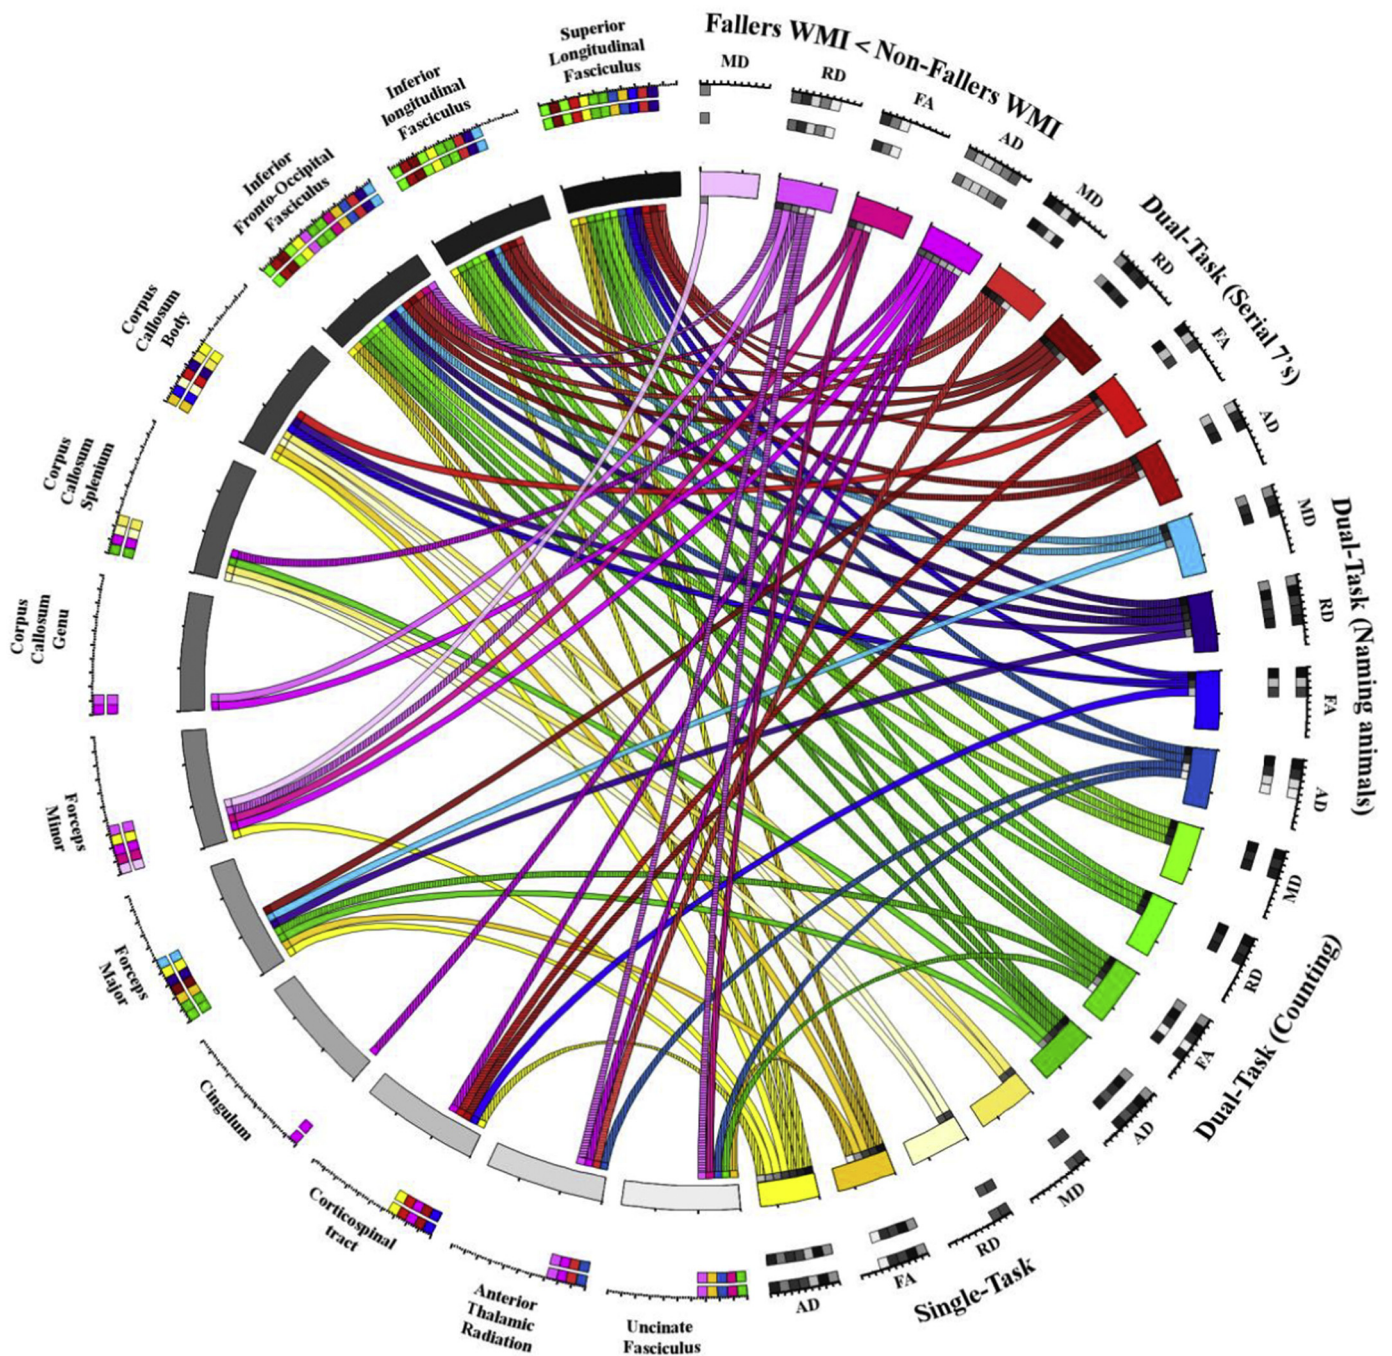 Fallers WMI < Non-Fallers WMI
MD
RD
FA
AD
Dual-Task (Serial 7's)
MD
RD
FA
AD
Dual-Task (Naming animals)
MD
RD
FA
AD
Dual-Task (Counting)
MD
RD
FA
AD
Single-Task
MD
RD
FA
AD
Uncinate
Fasciculus
Anterior
Thalamic
Radiation
Corticospinal
tract
Cingulum
Forceps
Major
Forceps
Major
Corpus
Callosum
Genu
Corpus
Callosum
Splenium
Corpus
Callosum
Body
Inferior
Fronto-Occipital
Fasciculus
Inferior
longitudinal
Fasciculus
Superior
Longitudinal
Fasciculus